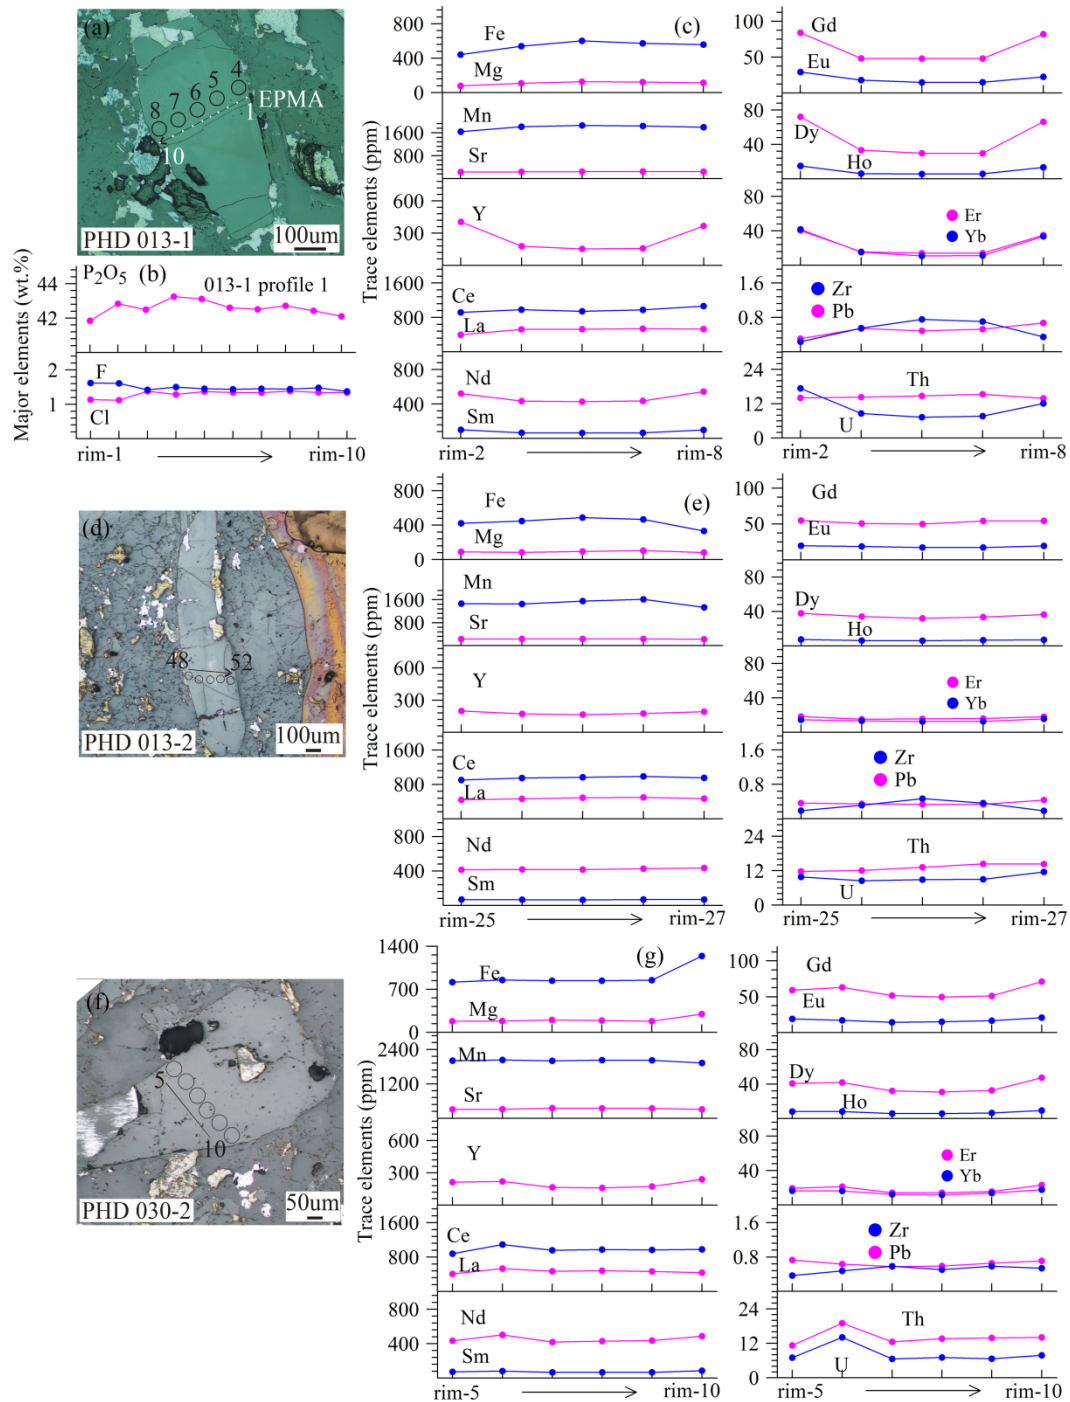 (a)
4
5
6
7
8
EPMA
1
10
PHD 013-1
100um
Major elements (wt.%)
P2O5 (b)
013-1 profile 1
44
42
F
2
1
Cl
rim-1
rim-10
Trace elements (ppm)
(c)
800
Fe
400
Mg
0
Mn
1600
Sr
800
600
Y
300
1600
Ce
800
La
800
Nd
400
Sm
rim-2
rim-8
Gd
100
50
Eu
80
Dy
40
Ho
80
Er
Yb
40
1.6
Zr
Pb
0.8
24
Th
12
U
0
rim-2
rim-8
(d)
48
52
100um
PHD 013-2
Trace elements (ppm)
(e)
800
Fe
400
Mg
0
Mn
1600
Sr
800
600
Y
300
1600
Ce
800
La
800
Nd
400
Sm
rim-25
rim-27
100
Gd
50
Eu
80
Dy
40
Ho
80
Er
Yb
40
1.6
Zr
Pb
0.8
24
Th
12
U
0
rim-25
rim-27
(f)
5
10
PHD 030-2
50um
Trace elements (ppm)
(g)
1400
Fe
700
Mg
0
2400
Mn
1200
Sr
600
Y
300
1600
Ce
800
La
800
Nd
400
Sm
rim-5
rim-10
100
Gd
50
Eu
80
Dy
40
Ho
80
Er
Yb
40
1.6
Zr
Pb
0.8
24
Th
12
U
0
rim-5
rim-10